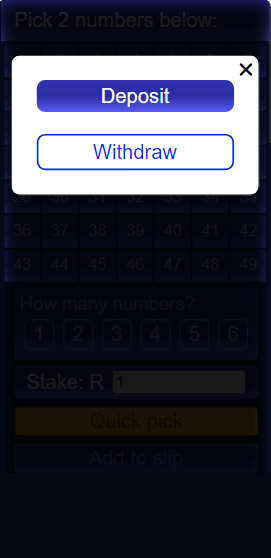 Pick 2 numbers below:
×
Deposit
Withdraw
29 30 31 32 33 34 35
36 37 38 39 40 41 42
43 44 45 46 47 48 49
How many numbers?
1 2 3 4 5 6
Stake: R 1
Quick pick
Add to slip